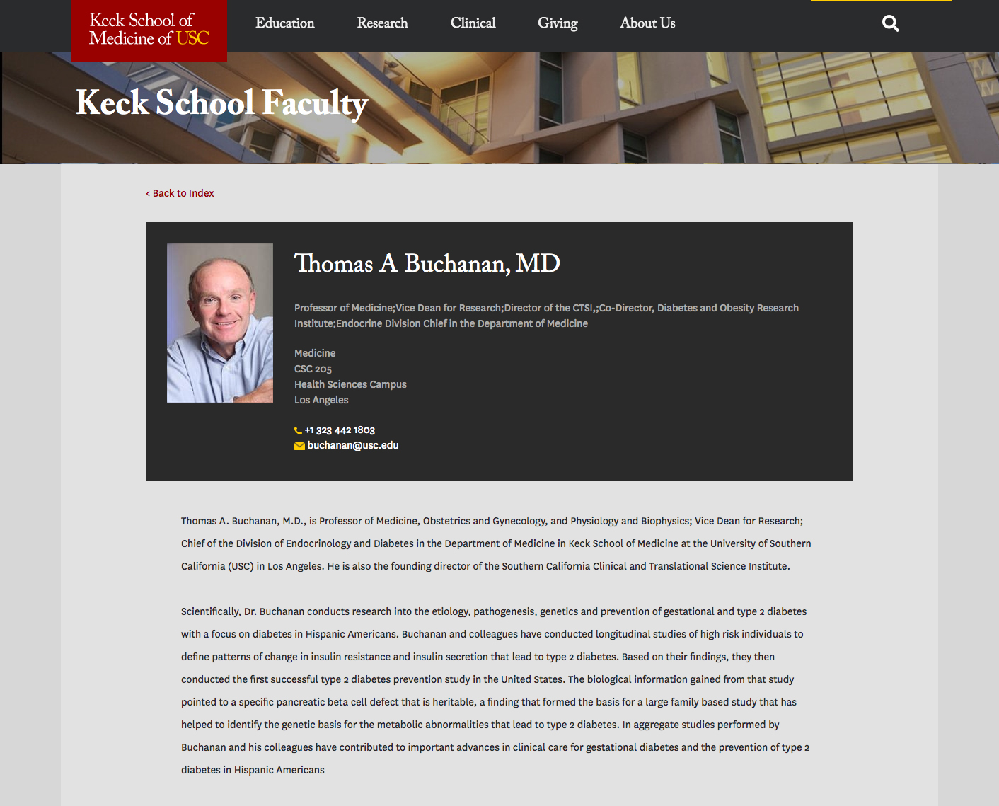 Keck School of
Medicine of USC
Education
Research
Clinical
Giving
About Us
Keck School Faculty
< Back to Index
Thomas A Buchanan, MD
Professor of Medicine;Vice Dean for Research;Director of the CTSI,;Co-Director, Diabetes and Obesity Research
Institute;Endocrine Division Chief in the Department of Medicine
Medicine
CSC 205
Health Sciences Campus
Los Angeles
+1 323 442 1803
buchanan@usc.edu
Thomas A. Buchanan, M.D., is Professor of Medicine, Obstetrics and Gynecology, and Physiology and Biophysics; Vice Dean for Research;
Chief of the Division of Endocrinology and Diabetes in the Department of Medicine in Keck School of Medicine at the University of Southern
California (USC) in Los Angeles. He is also the founding director of the Southern California Clinical and Translational Science Institute.
Scientifically, Dr. Buchanan conducts research into the etiology, pathogenesis, genetics and prevention of gestational and type 2 diabetes
with a focus on diabetes in Hispanic Americans. Buchanan and colleagues have conducted longitudinal studies of high risk individuals to
define patterns of change in insulin resistance and insulin secretion that lead to type 2 diabetes. Based on their findings, they then
conducted the first successful type 2 diabetes prevention study in the United States. The biological information gained from that study
pointed to a specific pancreatic beta cell defect that is heritable, a finding that formed the basis for a large family based study that has
helped to identify the genetic basis for the metabolic abnormalities that lead to type 2 diabetes. In aggregate studies performed by
Buchanan and his colleagues have contributed to important advances in clinical care for gestational diabetes and the prevention of type 2
diabetes in Hispanic Americans